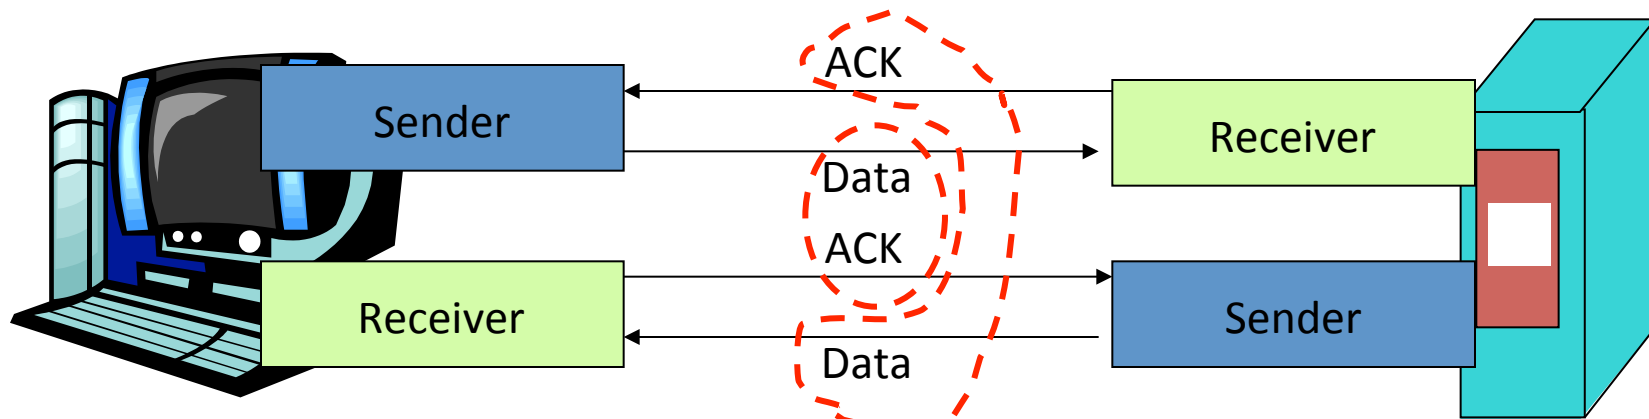 ACK
Sender
Receiver
Data
ACK
Receiver
Sender
Data